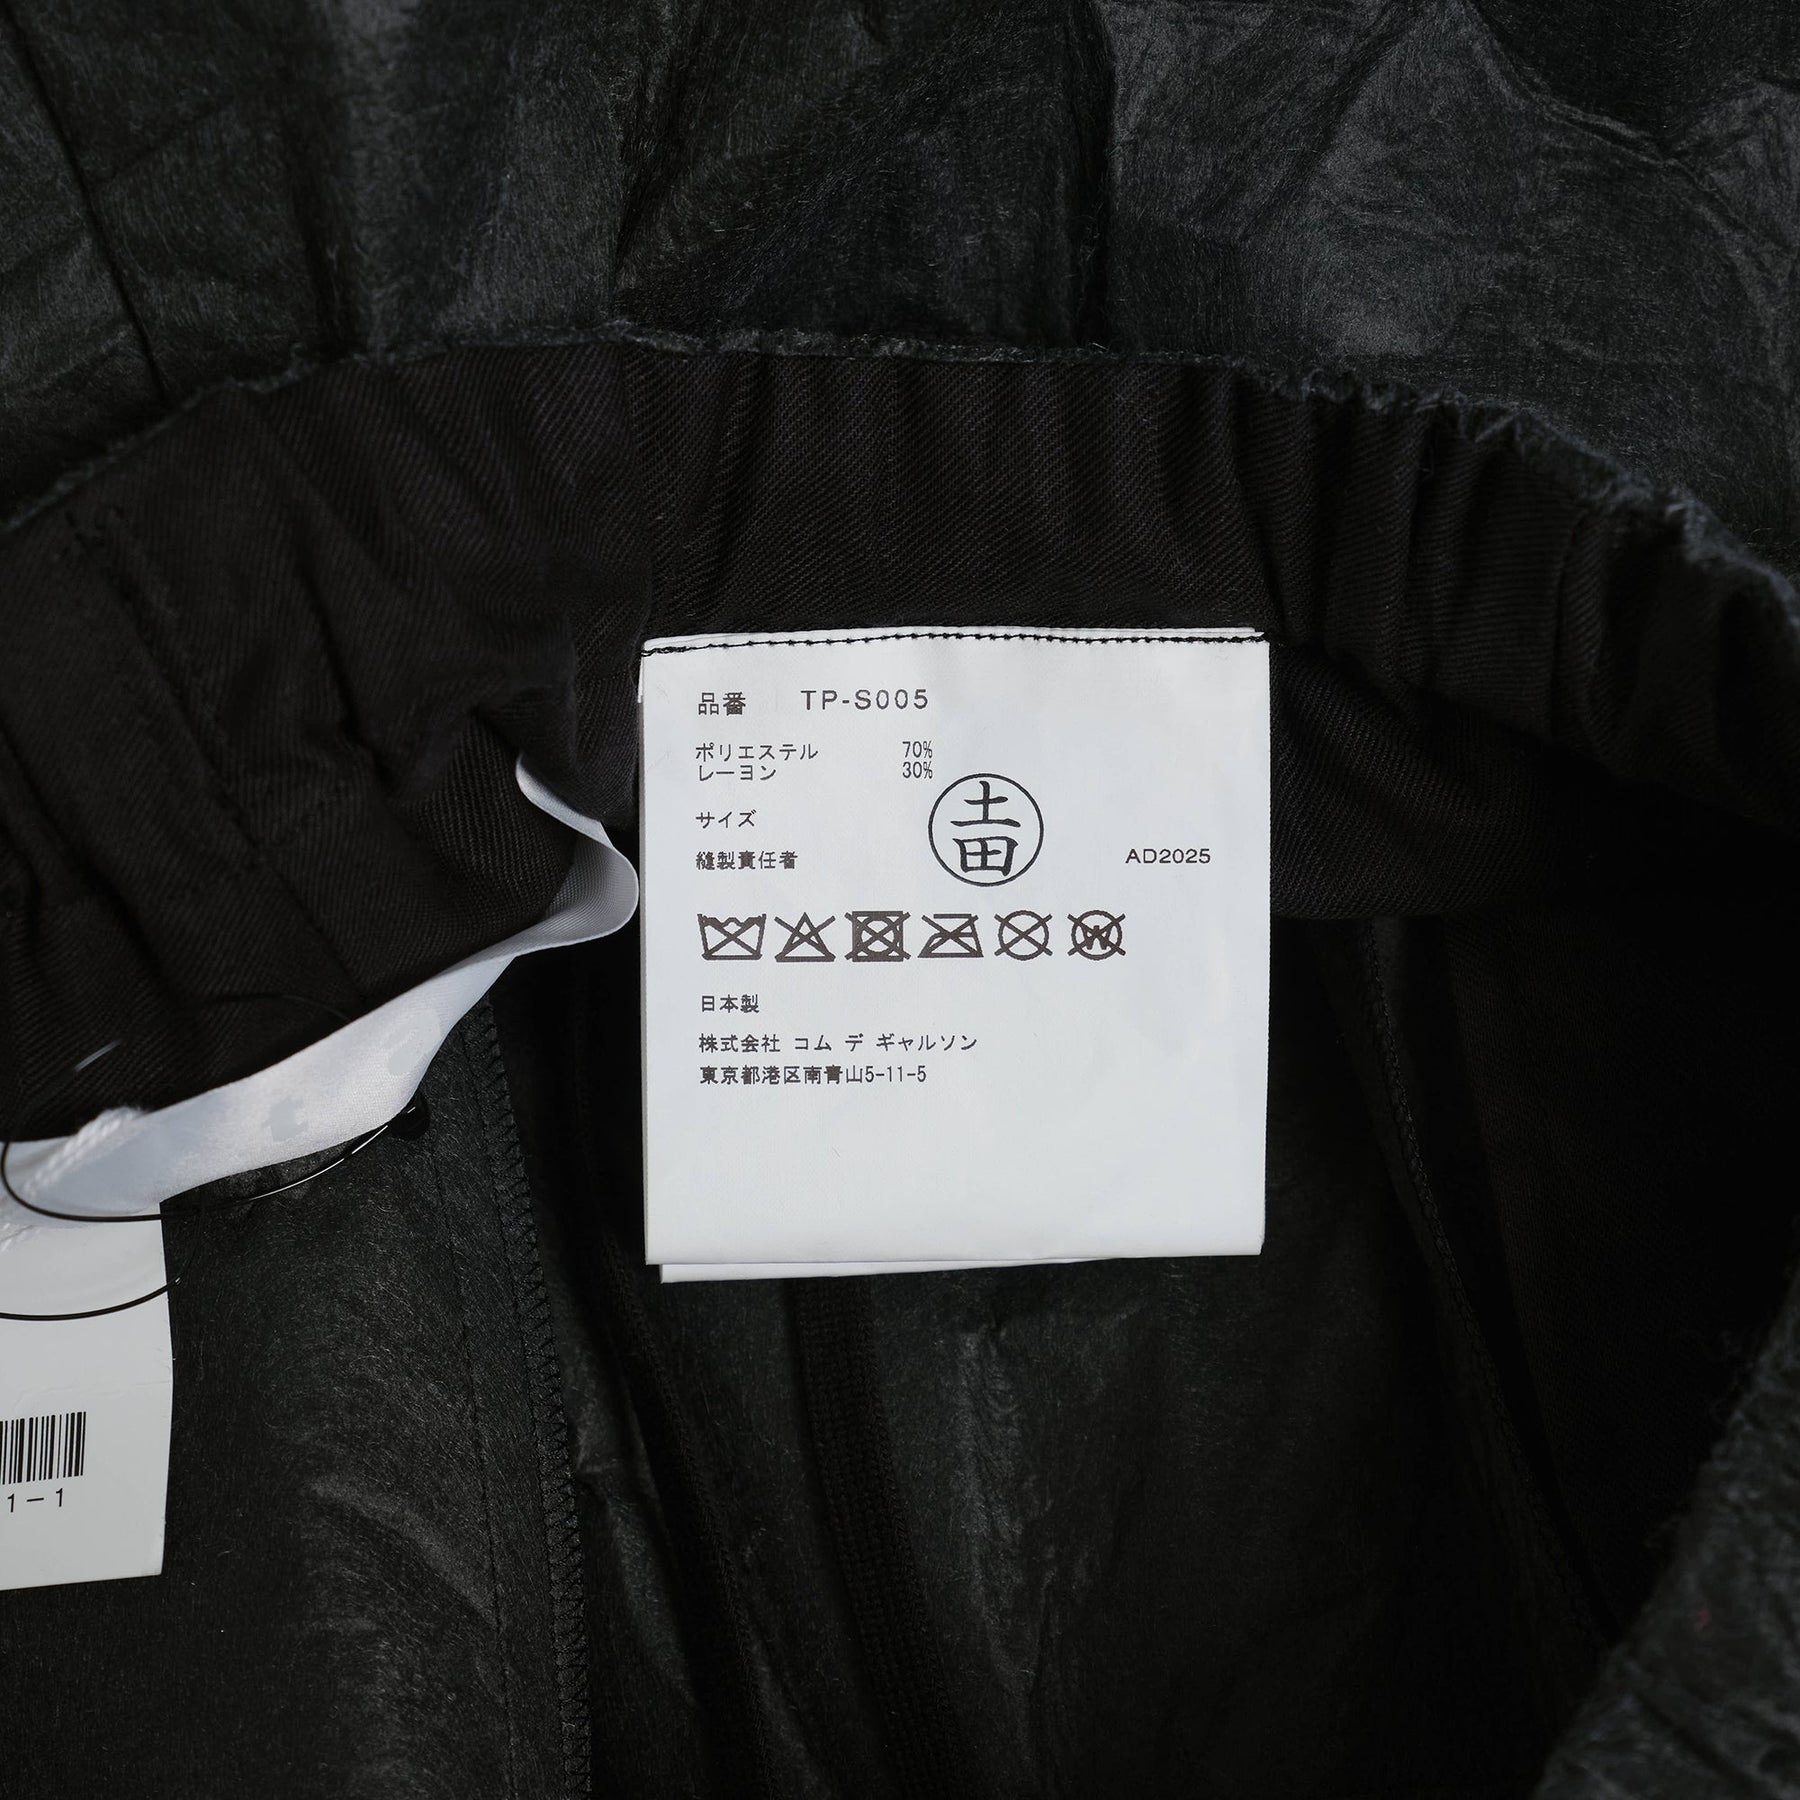 品番 TP-S005
ポリエステル 70%
レーヨン 30%
サイズ
縫製責任者 土田 AD2025
W
日本製
株式会社 コム デ ギャルソン
東京都港区南青山5-11-5
1-1